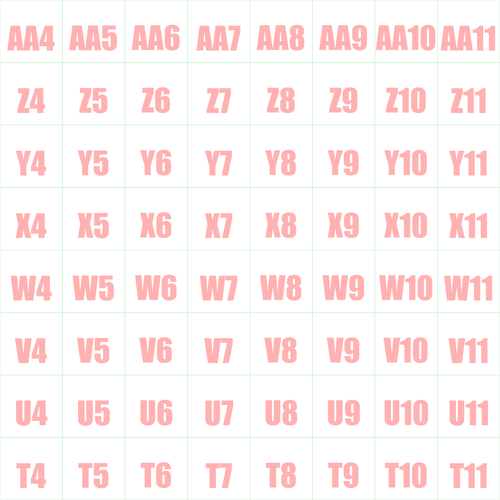 AA4 AA5 AA6 AA7 AA8 AA9 AA10 AA11
Z4 Z5 Z6 Z7 Z8 Z9 Z10 Z11
Y4 Y5 Y6 Y7 Y8 Y9 Y10 Y11
X4 X5 X6 X7 X8 X9 X10 X11
W4 W5 W6 W7 W8 W9 W10 W11
V4 V5 V6 V7 V8 V9 V10 V11
U4 U5 U6 U7 U8 U9 U10 U11
T4 T5 T6 T7 T8 T9 T10 T11